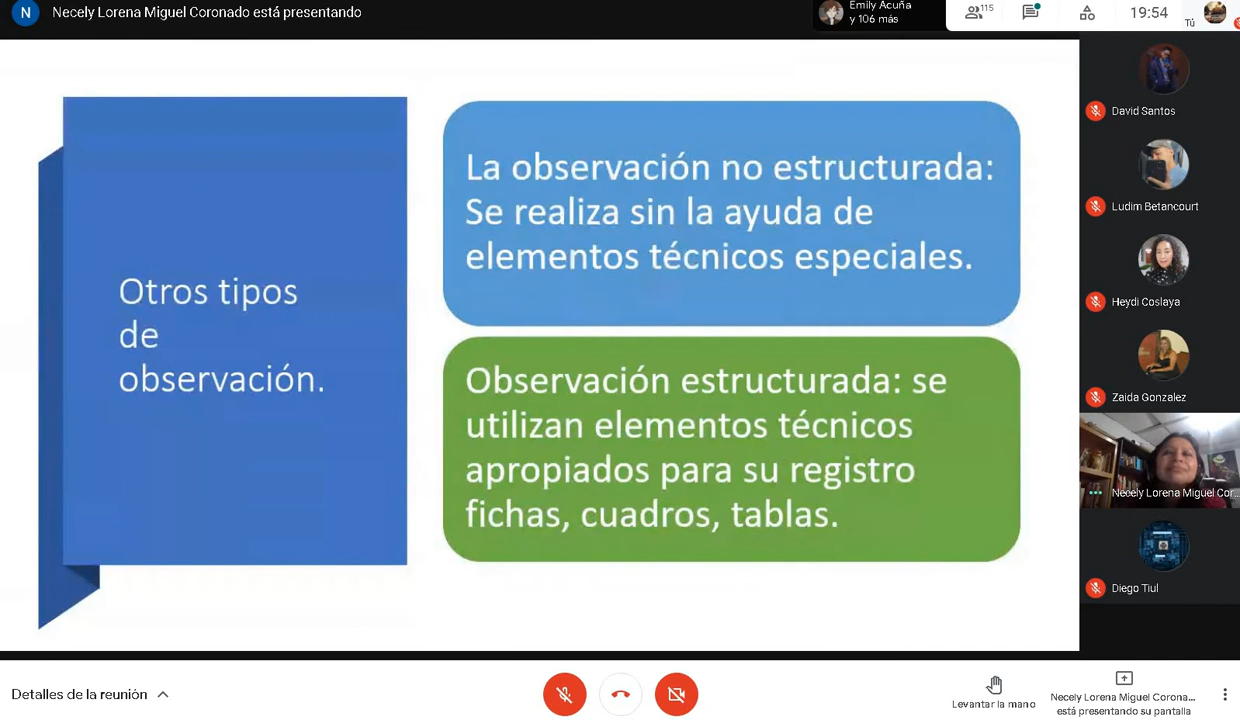 N
Necely Lorena Miguel Coronado está presentando
Emily Acuña
y 106 más
115
19:54
Tú
Otros tipos
de
observación.
La observación no estructurada:
Se realiza sin la ayuda de
elementos técnicos especiales.
Observación estructurada: se
utilizan elementos técnicos
apropiados para su registro
fichas, cuadros, tablas.
David Santos
Ludim Betancourt
Heydi Coslaya
Zaida Gonzalez
Necely Lorena Miguel Cor...
Diego Tiul
Detalles de la reunión
Levantar la mano
Necely Lorena Miguel Corona...
está presentando su pantalla